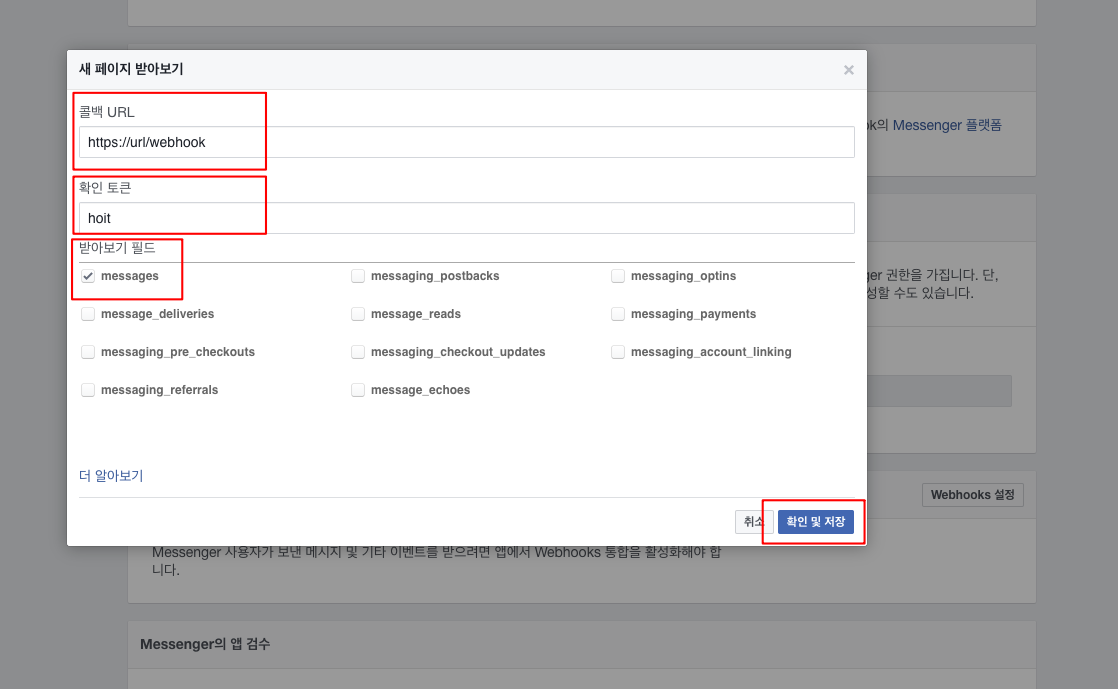 새 페이지 받아보기
×
콜백 URL
https://url/webhook
확인 토큰
hoit
받아보기 필드
messages messaging_postbacks messaging_optins
message_deliveries message_reads messaging_payments
messaging_pre_checkouts messaging_checkout_updates messaging_account_linking
messaging_referrals message_echoes
더 알아보기
취소 확인 및 저장
의 Messenger 플랫폼
권한을 가집니다. 단,
수도 있습니다.
Webhooks 설정
Messenger 사용자가 보낸 메시지 및 기타 이벤트를 받으려면 앱에서 Webhooks 통합을 활성화해야 합
니다.
Messenger의 앱 검수